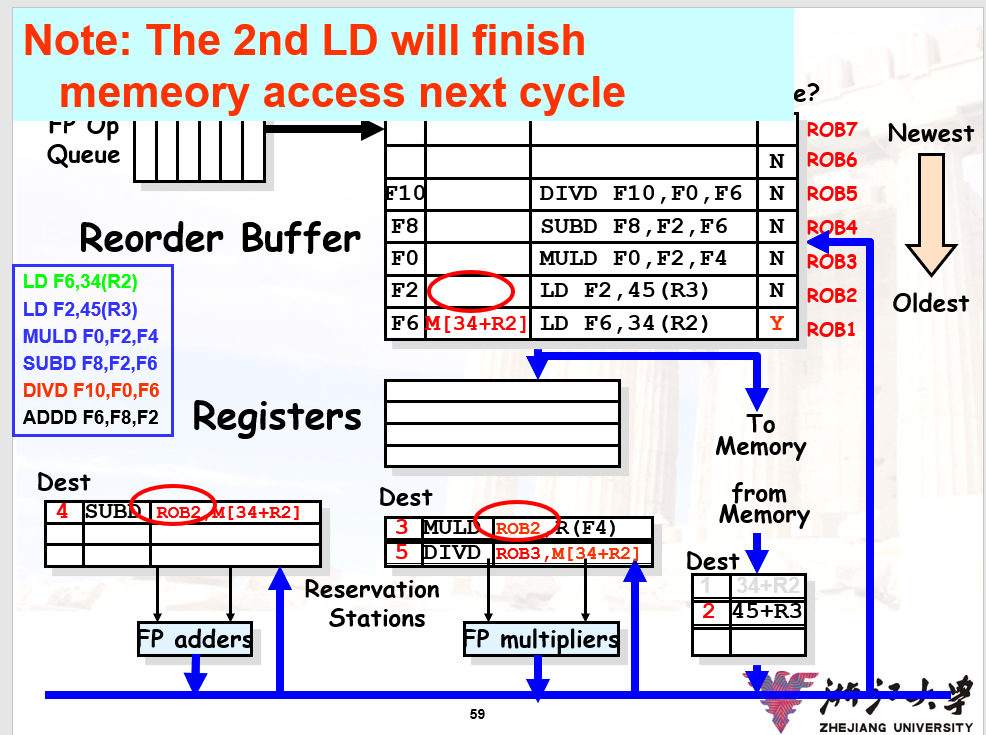 Note: The 2nd LD will finish
memeory access next cycle
e?
FP Op
Queue
ROB7
Newest
N ROB6
F10 DIVD F10,F0,F6 N ROB5
F8 SUBD F8,F2,F6 N ROB4
F0 MULD F0,F2,F4 N ROB3
F2 LD F2,45(R3) N ROB2
F6 M[34+R2] LD F6,34(R2) Y ROB1
Oldest
Reorder Buffer
LD F6,34(R2)
LD F2,45(R3)
MULD F0,F2,F4
SUBD F8,F2,F6
DIVD F10,F0,F6
ADDD F6,F8,F2
Registers
To
Memory
from
Memory
Dest
4 SUBD ROB2,M[34+R2]
Dest
3 MULD ROB2,R(F4)
5 DIVD ROB3,M[34+R2]
Dest
1 34+R2
2 45+R3
Reservation
Stations
FP adders
FP multipliers
59
浙江大学
ZHEJIANG UNIVERSITY